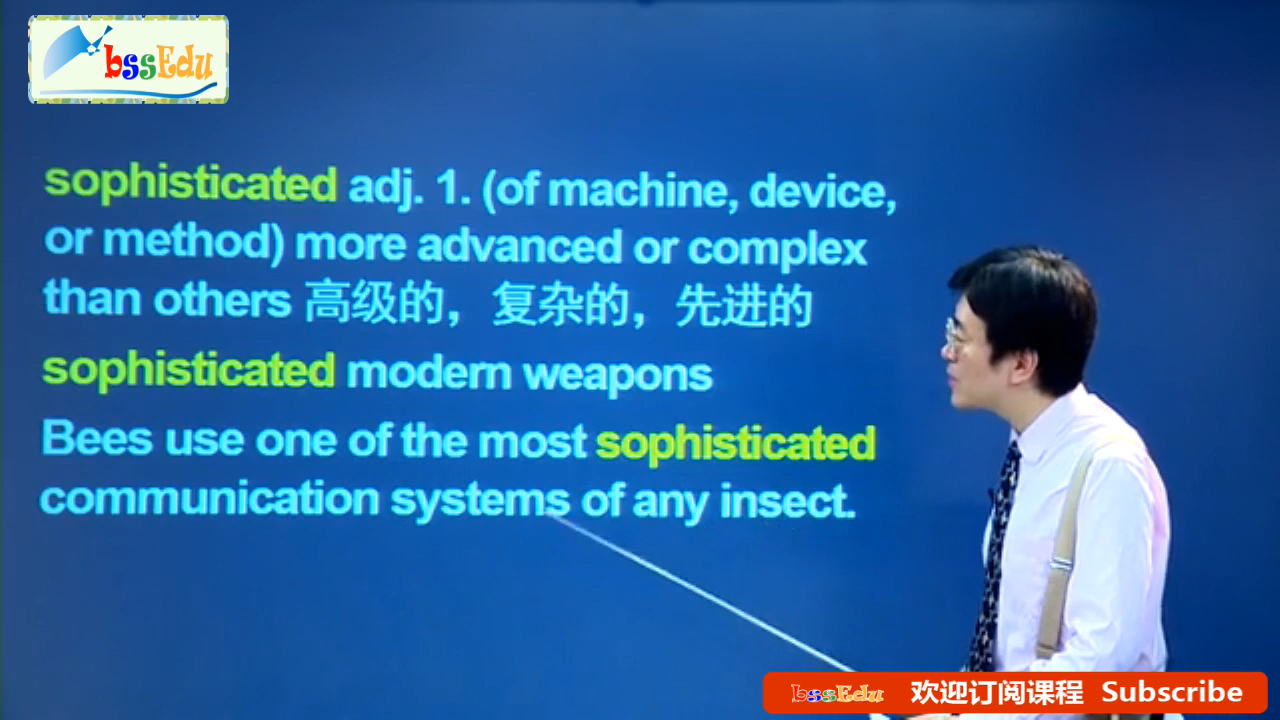 bssEdu
sophisticated adj. 1. (of machine, device,
or method) more advanced or complex
than others 高级的，复杂的，先进的
sophisticated modern weapons
Bees use one of the most sophisticated
communication systems of any insect.
bssEdu 欢迎订阅课程 Subscribe